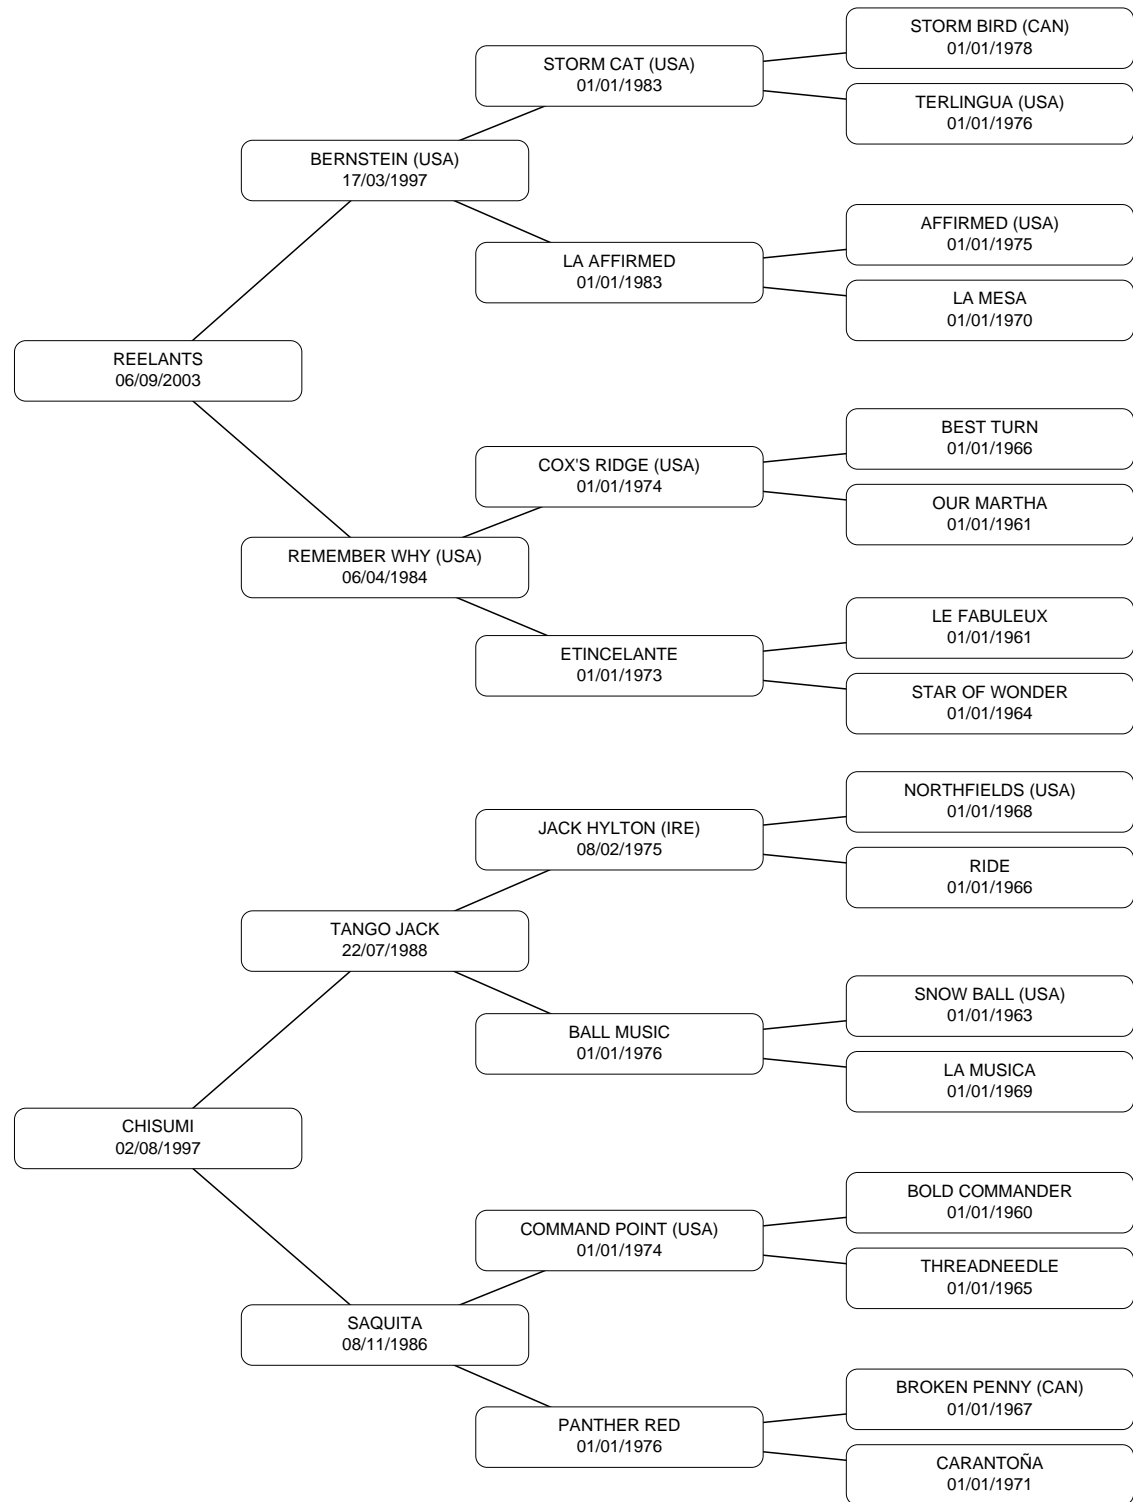 STORM BIRD (CAN)
01/01/1978
STORM CAT (USA)
01/01/1983
TERLINGUA (USA)
01/01/1976
BERNSTEIN (USA)
17/03/1997
AFFIRMED (USA)
01/01/1975
LA AFFIRMED
01/01/1983
LA MESA
01/01/1970
REELANTS
06/09/2003
BEST TURN
01/01/1966
COX'S RIDGE (USA)
01/01/1974
OUR MARTHA
01/01/1961
REMEMBER WHY (USA)
06/04/1984
LE FABULEUX
01/01/1961
ETINCELANTE
01/01/1973
STAR OF WONDER
01/01/1964
NORTHFIELDS (USA)
01/01/1968
JACK HYLTON (IRE)
08/02/1975
RIDE
01/01/1966
TANGO JACK
22/07/1988
SNOW BALL (USA)
01/01/1963
BALL MUSIC
01/01/1976
LA MUSICA
01/01/1969
CHISUMI
02/08/1997
BOLD COMMANDER
01/01/1960
COMMAND POINT (USA)
01/01/1974
THREADNEEDLE
01/01/1965
SAQUITA
08/11/1986
BROKEN PENNY (CAN)
01/01/1967
PANTHER RED
01/01/1976
CARANTOÑA
01/01/1971